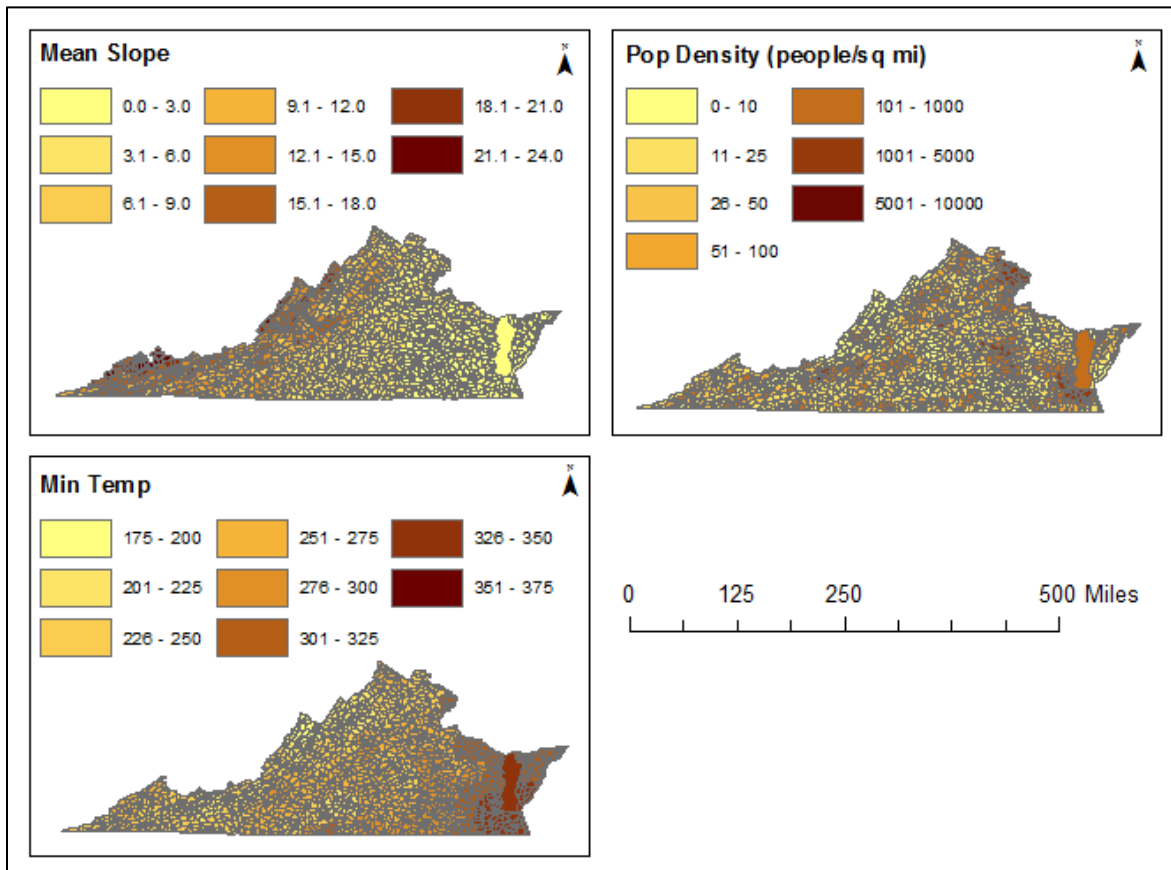 Mean Slope
N
0.0 - 3.0
9.1 - 12.0
18.1 - 21.0
3.1 - 6.0
12.1 - 15.0
21.1 - 24.0
6.1 - 9.0
15.1 - 18.0
Pop Density (people/sq mi)
N
0 - 10
101 - 1000
11 - 25
1001 - 5000
26 - 50
5001 - 10000
51 - 100
Min Temp
N
175 - 200
251 - 275
326 - 350
201 - 225
276 - 300
351 - 375
226 - 250
301 - 325
0 125 250 500 Miles